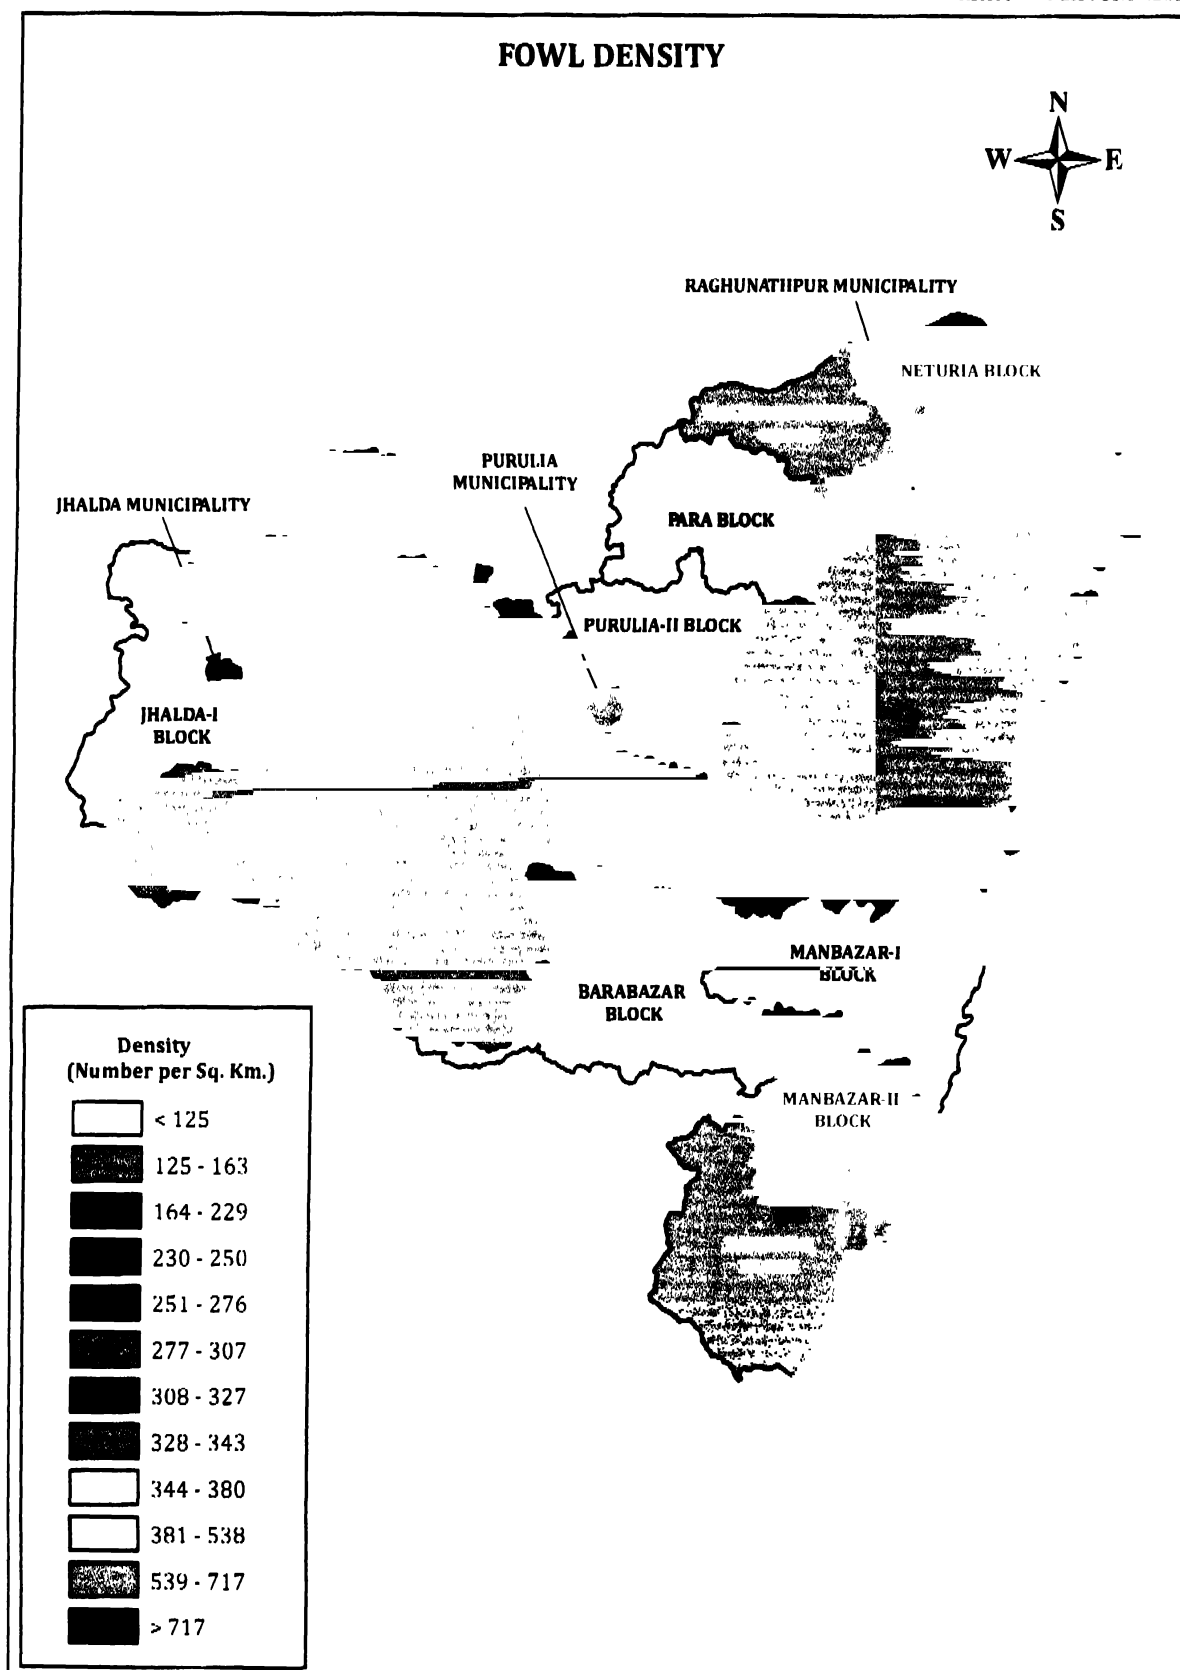 FOWL DENSITY
N
W E
S
RAGHUNATHPUR MUNICIPALITY
NETURIA BLOCK
PURULIA
MUNICIPALITY
JHALDA MUNICIPALITY
PARA BLOCK
PURULIA-II BLOCK
JHALDA-I
BLOCK
MANBAZAR-I
BLOCK
BARABAZAR
BLOCK
MANBAZAR-II
BLOCK
Density
(Number per Sq. Km.)
< 125
125 - 163
164 - 229
230 - 250
251 - 276
277 - 307
308 - 327
328 - 343
344 - 380
381 - 538
539 - 717
> 717